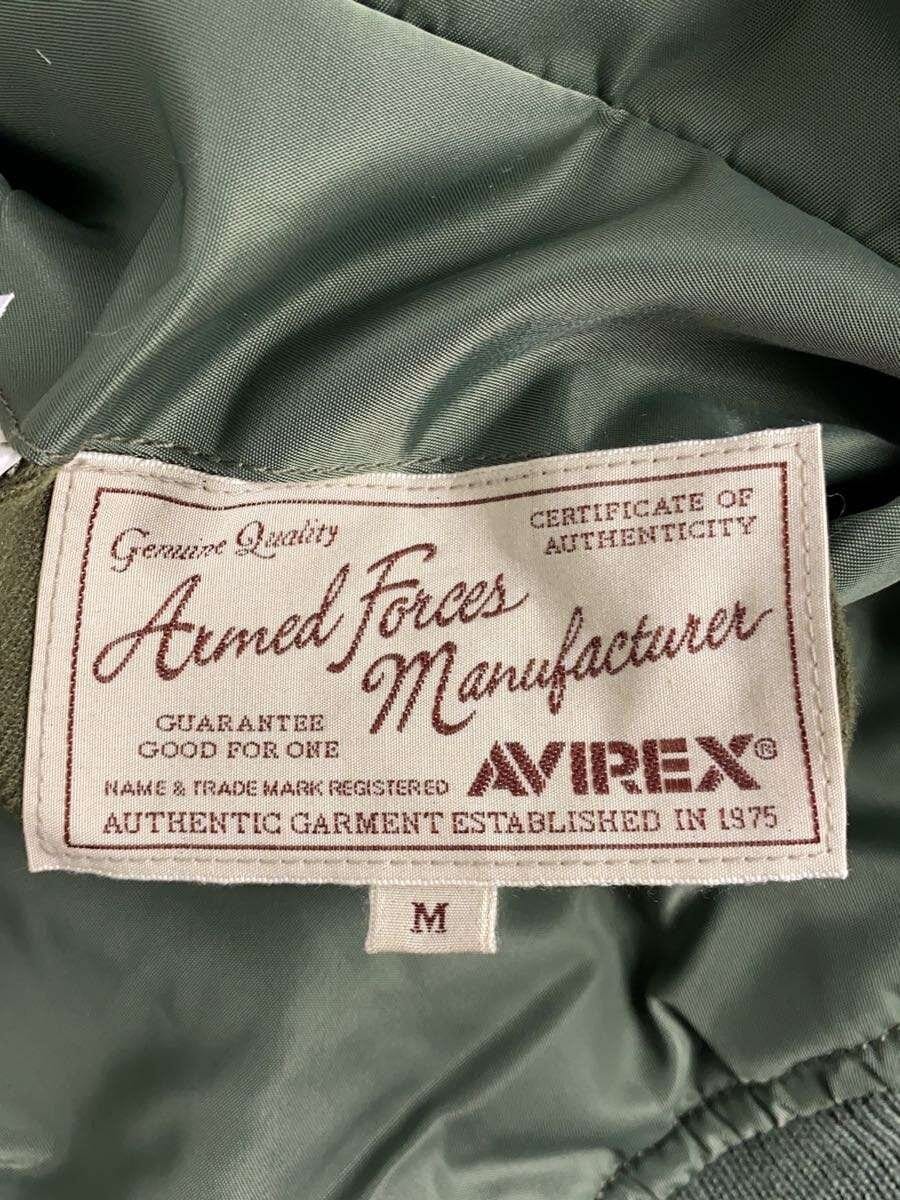 Genuine Quality
CERTIFICATE OF
AUTHENTICITY
Armed Forces
Manufacturer
GUARANTEE
GOOD FOR ONE
NAME & TRADE MARK REGISTERED
AVIREX®
AUTHENTIC GARMENT ESTABLISHED IN 1975
M